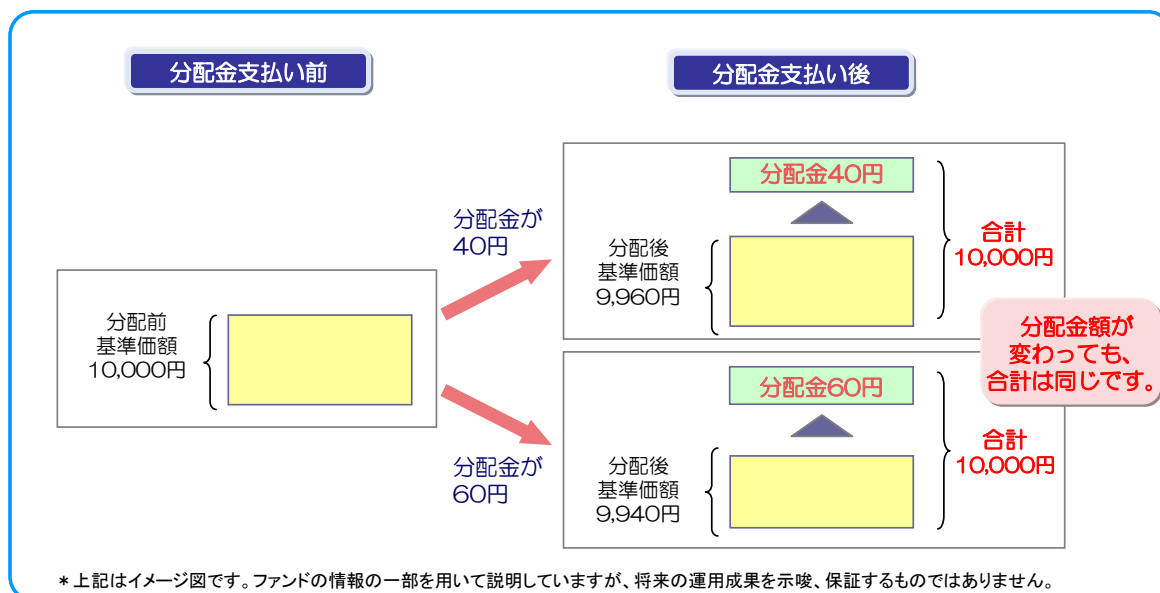 分配金支払い前
分配金支払い後
分配前
基準価額
10,000円
分配金が
40円
分配金が
60円
分配金40円
分配後
基準価額
9,960円
合計
10,000円
分配金額が
変わっても、
合計は同じです。
分配金60円
分配後
基準価額
9,940円
合計
10,000円
*上記はイメージ図です。ファンドの情報の一部を用いて説明していますが、将来の運用成果を示唆、保証するものではありません。